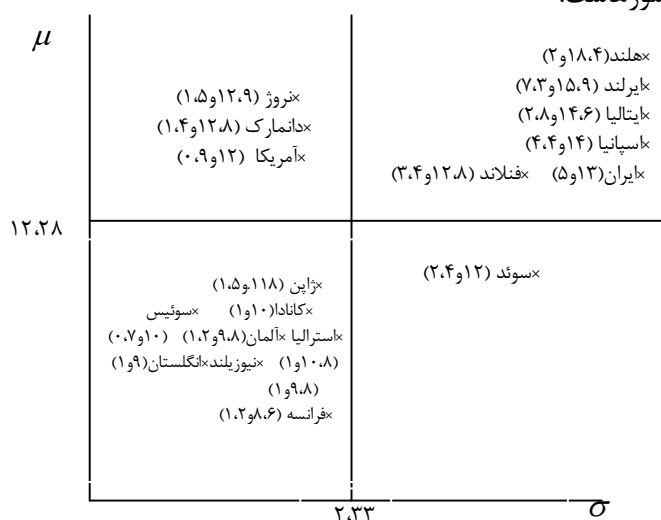 μ
×هلند(۱۸،۴و۲)
×ایرلند (۱۵،۹و۷،۳)
×ایتالیا (۱۴،۶و۲،۸)
×اسپانیا (۱۴و۴،۴)
×ایران(۱۳و۵) ×فنلاند (۱۲،۸و۳،۴)
×نروژ (۱۲،۹و۱،۵)
×دانمارک (۱۲،۸و۱،۴)
×آمریکا (۱۲و۰،۹)
۱۲،۲۸
×سوئد (۱۲و۲،۴)
×ژاپن (۱۱۸و۱،۵)
×کانادا(۱۰و۱) ×سوئیس
×استرالیا ×آلمان(۹،۸و۱،۲) (۱۰و۰،۷)
(۱۰،۸و۱) ×نیوزیلند×انگلستان(۹و۱)
(۹،۸و۱)
×فرانسه (۸،۶و۱،۲)
۲،۳۳
σ